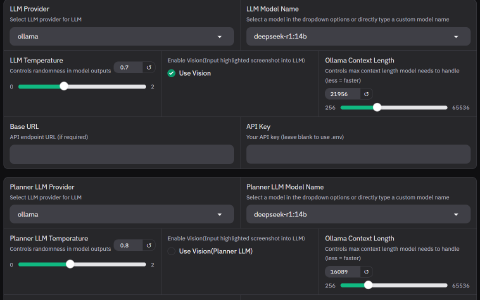 LLM Provider
Select LLM provider for LLM
ollama
LLM Model Name
Select a model in the dropdown options or directly type a custom model name
deepseek-r1:14b
LLM Temperature
Controls randomness in model outputs
0.7
0
2
Enable Vision(Input highlighted screenshot into LLM)
Use Vision
Ollama Context Length
Controls max context length model needs to handle
(less = faster)
21956
256
65536
Base URL
API endpoint URL (if required)
API Key
Your API key (leave blank to use .env)
Planner LLM Provider
Select LLM provider for LLM
ollama
Planner LLM Model Name
Select a model in the dropdown options or directly type a custom model name
deepseek-r1:14b
Planner LLM Temperature
Controls randomness in model outputs
0.8
0
2
Enable Vision(Input highlighted screenshot into LLM)
Use Vision(Planner LLM)
Ollama Context Length
Controls max context length model needs to handle
(less = faster)
16089
256
65536